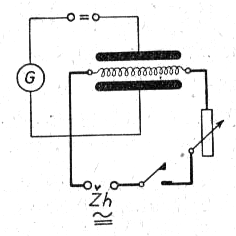 =
G
Žh
≈